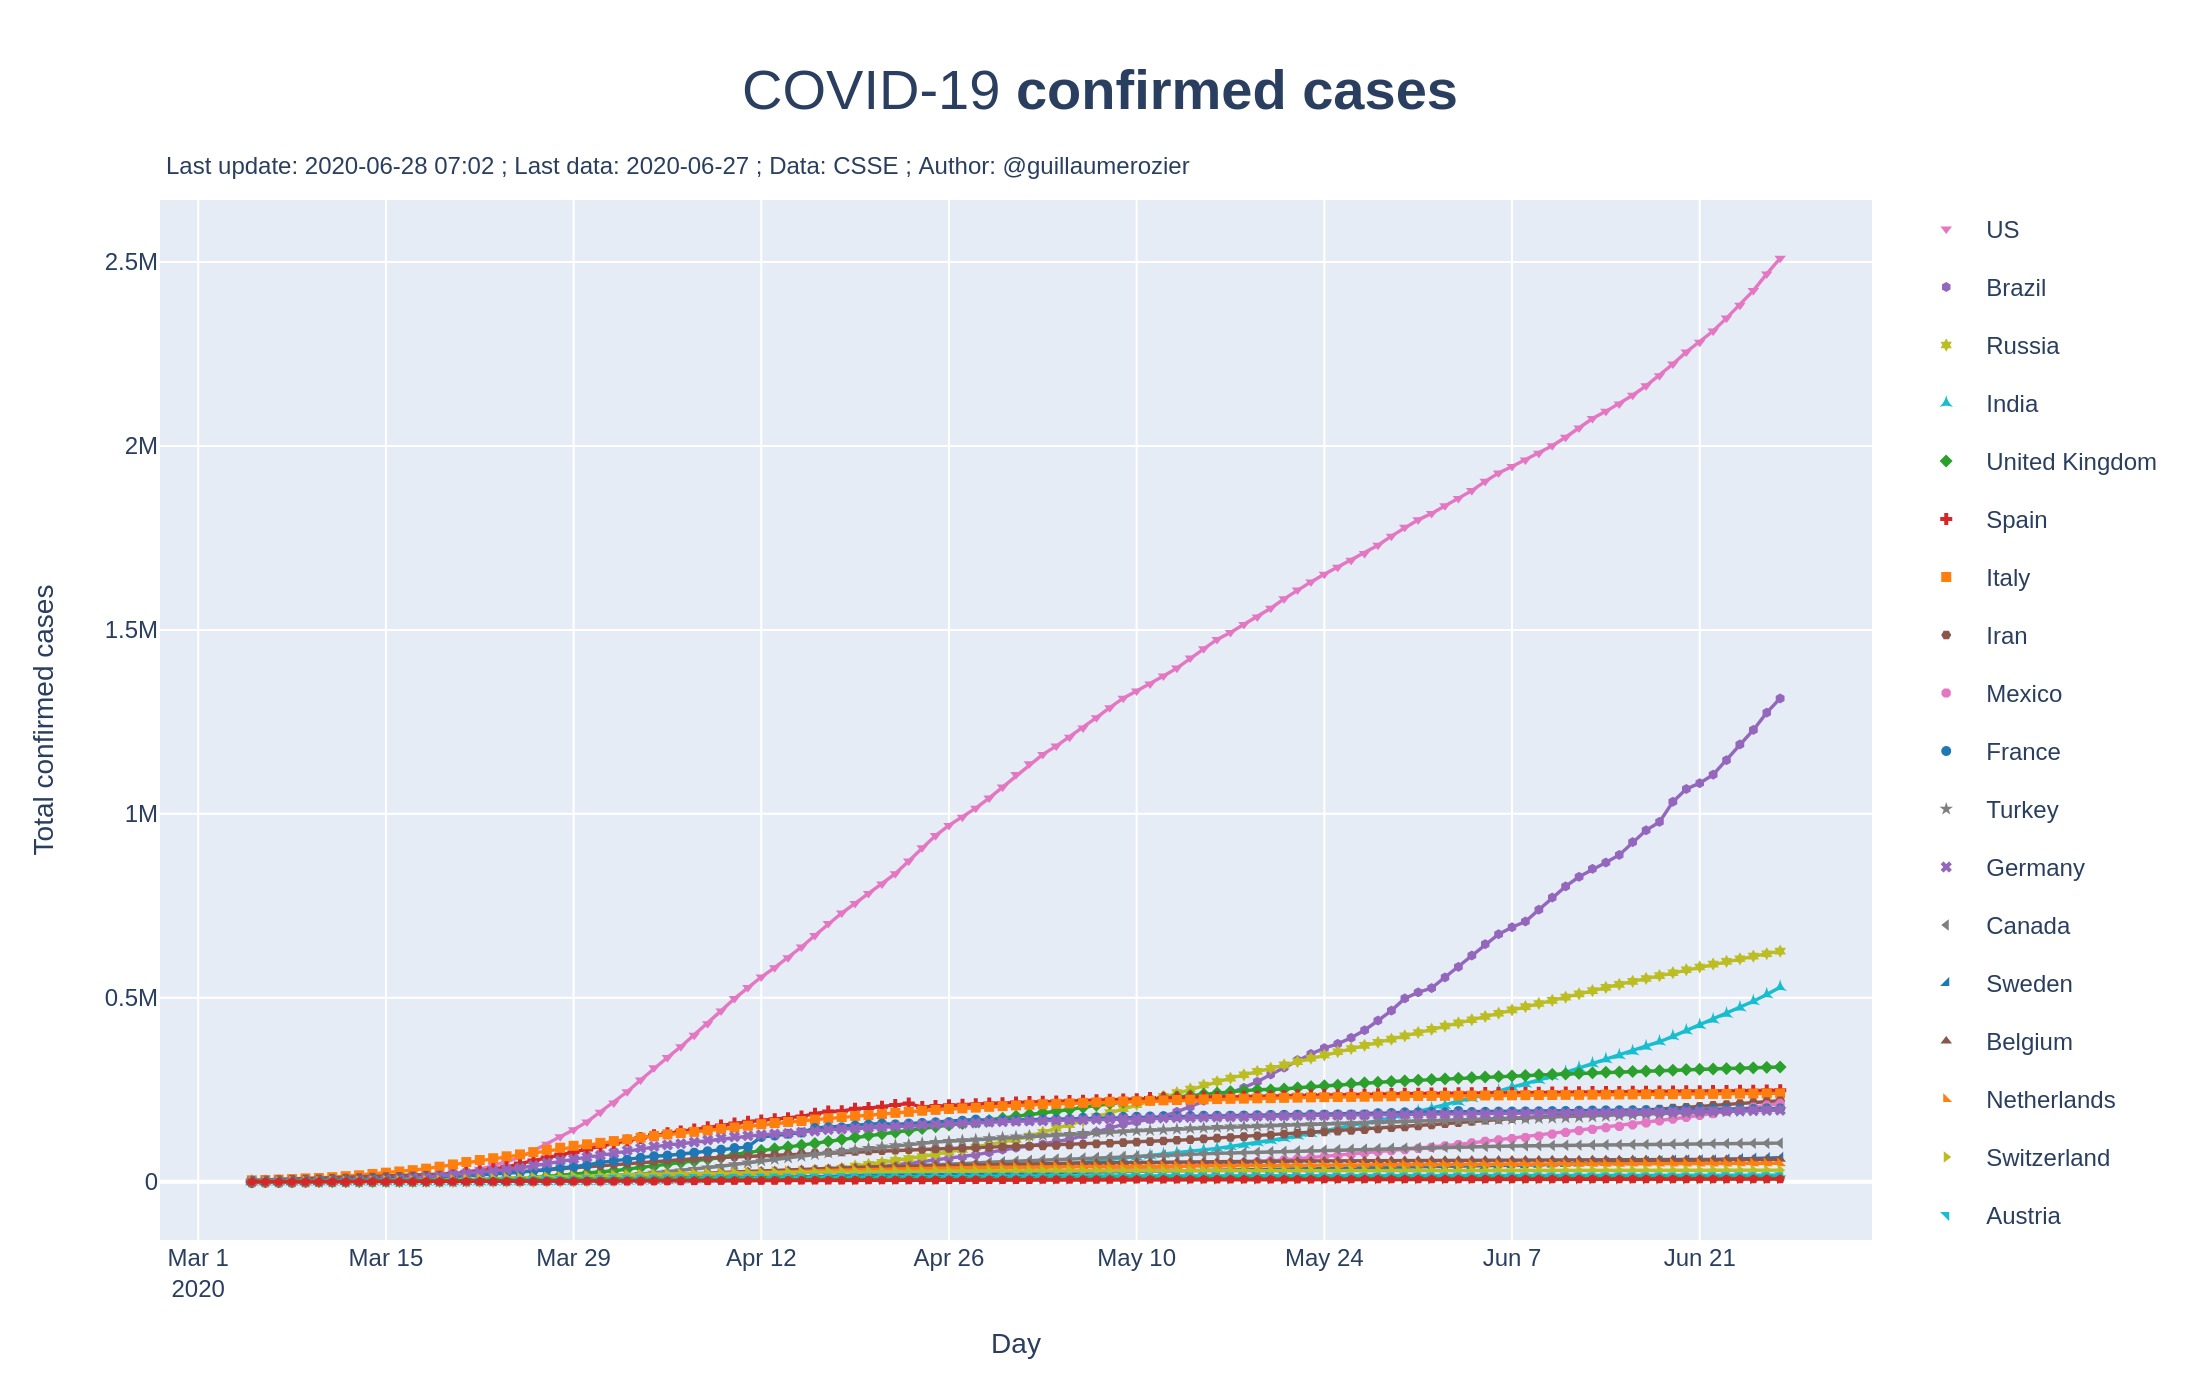 COVID-19 confirmed cases
Last update: 2020-06-28 07:02 ; Last data: 2020-06-27 ; Data: CSSE ; Author: @guillaumerozier
Total confirmed cases
2.5M
2M
1.5M
1M
0.5M
0
Mar 1 Mar 15 Mar 29 Apr 12 Apr 26 May 10 May 24 Jun 7 Jun 21
2020
Day
US
Brazil
Russia
India
United Kingdom
Spain
Italy
Iran
Mexico
France
Turkey
Germany
Canada
Sweden
Belgium
Netherlands
Switzerland
Austria